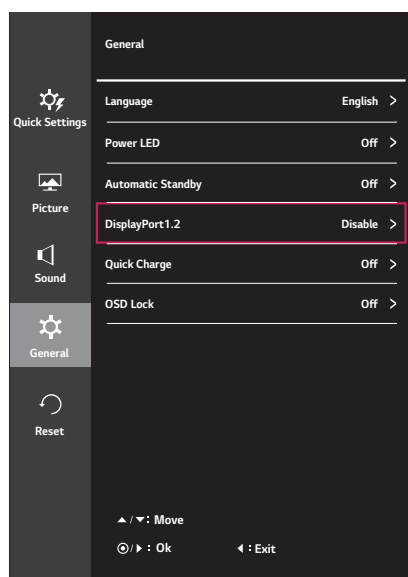 General
Quick Settings
Picture
Sound
General
Reset
Language English >
Power LED Off >
Automatic Standby Off >
DisplayPort1.2 Disable >
Quick Charge Off >
OSD Lock Off >
▲/▼: Move
◉/▶ : Ok ◀ : Exit